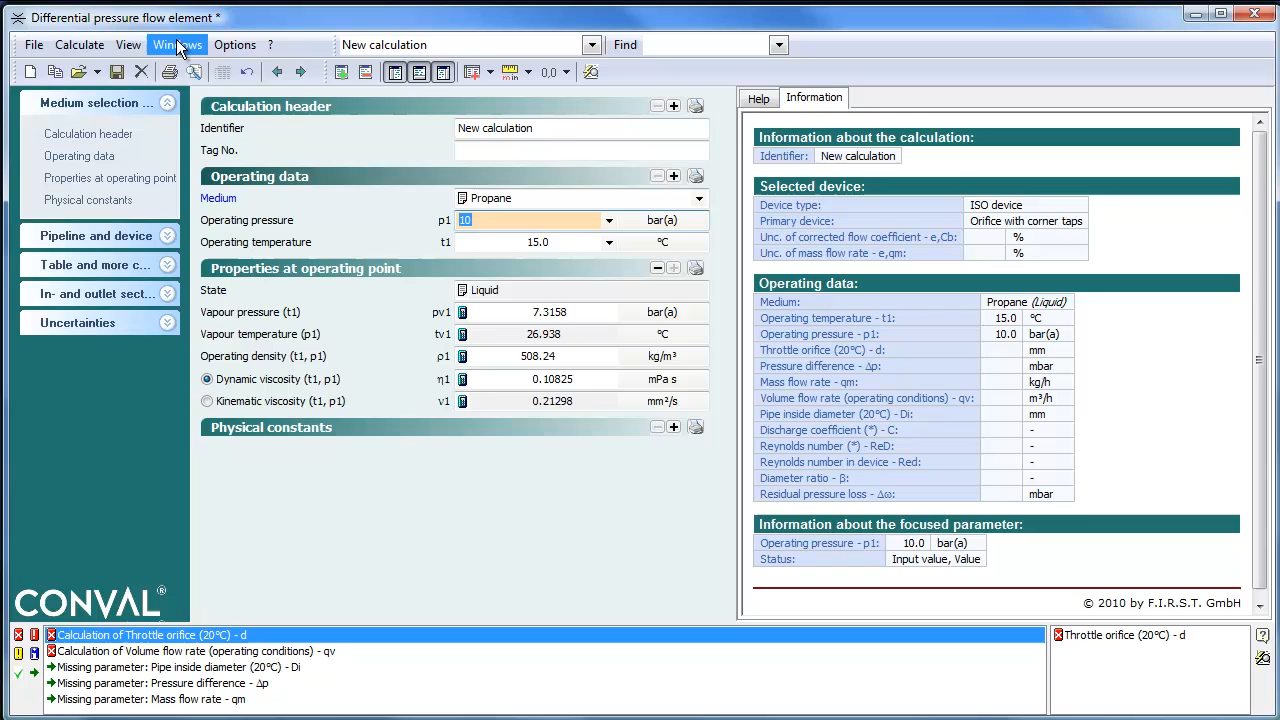 Differential pressure flow element *
File Calculate View Windows Options ? New calculation Find
0.0
Medium selection ...
Calculation header
Operating data
Properties at operating point
Physical constants
Pipeline and device
Table and more c...
In- and outlet sect...
Uncertainties
CONVAL®
Calculation header
Identifier New calculation
Tag No.
Operating data
Medium Propane
Operating pressure p1 10 bar(a)
Operating temperature t1 15.0 °C
Properties at operating point
State Liquid
Vapour pressure (t1) pv1 7.3158 bar(a)
Vapour temperature (p1) tv1 26.938 °C
Operating density (t1, p1) ρ1 508.24 kg/m³
Dynamic viscosity (t1, p1) η1 0.10825 mPa s
Kinematic viscosity (t1, p1) ν1 0.21298 mm²/s
Physical constants
Help Information
Information about the calculation:
Identifier: New calculation
Selected device:
Device type: ISO device
Primary device: Orifice with corner taps
Unc. of corrected flow coefficient - e,Cb: %
Unc. of mass flow rate - e,qm: %
Operating data:
Medium: Propane (Liquid)
Operating temperature - t1: 15.0 °C
Operating pressure - p1: 10.0 bar(a)
Throttle orifice (20°C) - d: mm
Pressure difference - Δp: mbar
Mass flow rate - qm: kg/h
Volume flow rate (operating conditions) - qv: m³/h
Pipe inside diameter (20°C) - Di: mm
Discharge coefficient (*) - C: -
Reynolds number (*) - ReD: -
Reynolds number in device - Red: -
Diameter ratio - β: -
Residual pressure loss - Δω: mbar
Information about the focused parameter:
Operating pressure - p1: 10.0 bar(a)
Status: Input value, Value
© 2010 by F.I.R.S.T. GmbH
Calculation of Throttle orifice (20°C) - d
Calculation of Volume flow rate (operating conditions) - qv
Missing parameter: Pipe inside diameter (20°C) - Di
Missing parameter: Pressure difference - Δp
Missing parameter: Mass flow rate - qm
Throttle orifice (20°C) - d